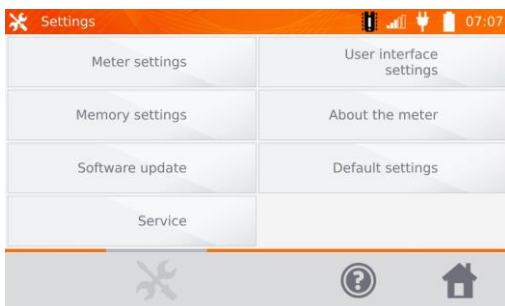 Settings
07:07
Meter settings
User interface
settings
Memory settings
About the meter
Software update
Default settings
Service
?